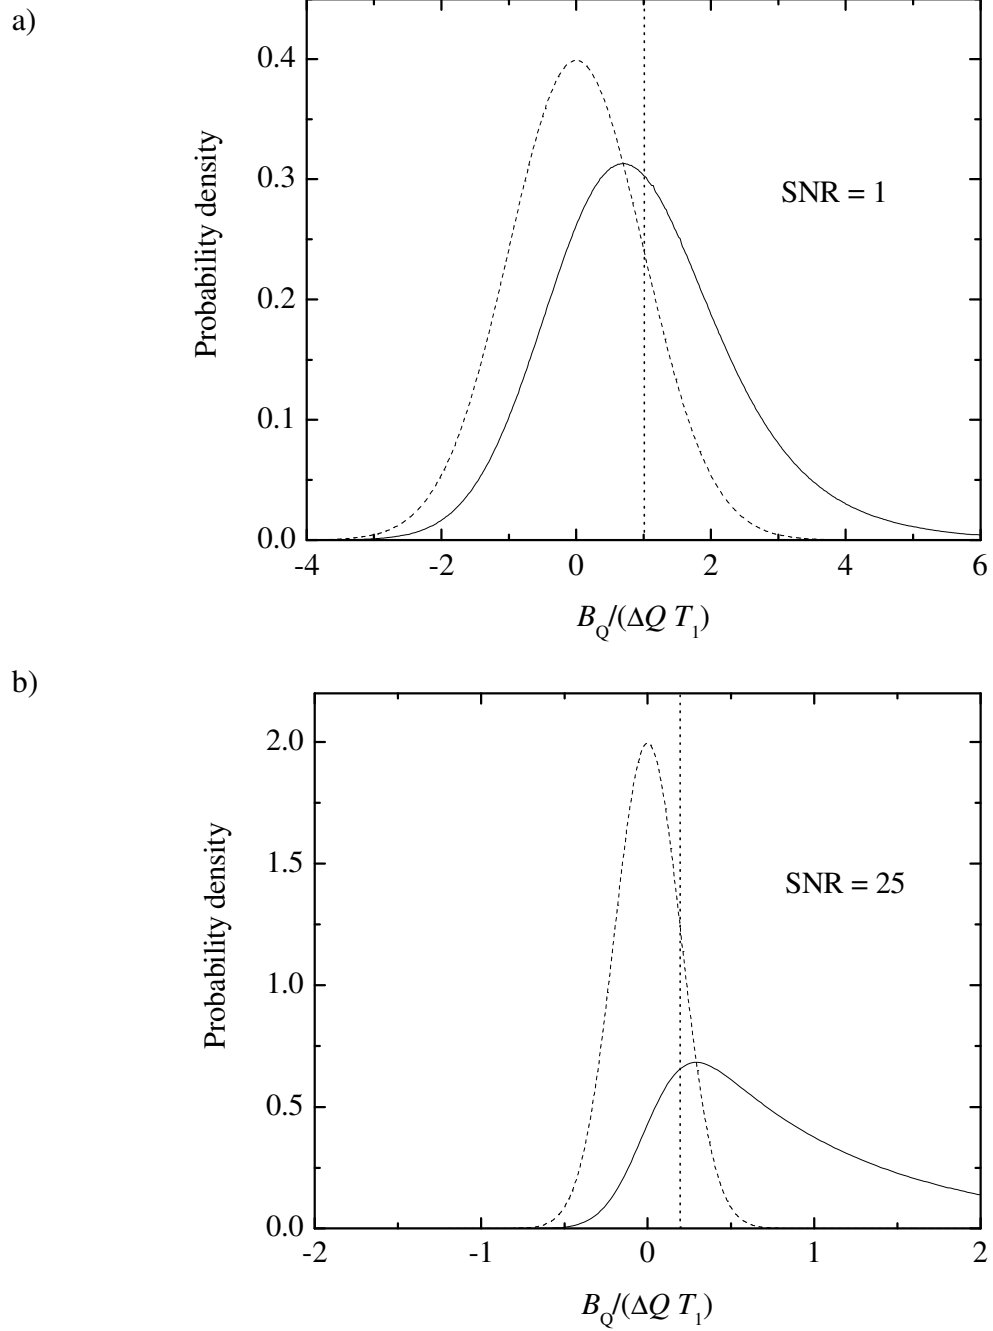 a)
0.4
0.3
0.2
0.1
0.0
Probability density
SNR = 1
-4 -2 0 2 4 6
B_Q/(ΔQ T_1)
b)
2.0
1.5
1.0
0.5
0.0
Probability density
SNR = 25
-2 -1 0 1 2
B_Q/(ΔQ T_1)